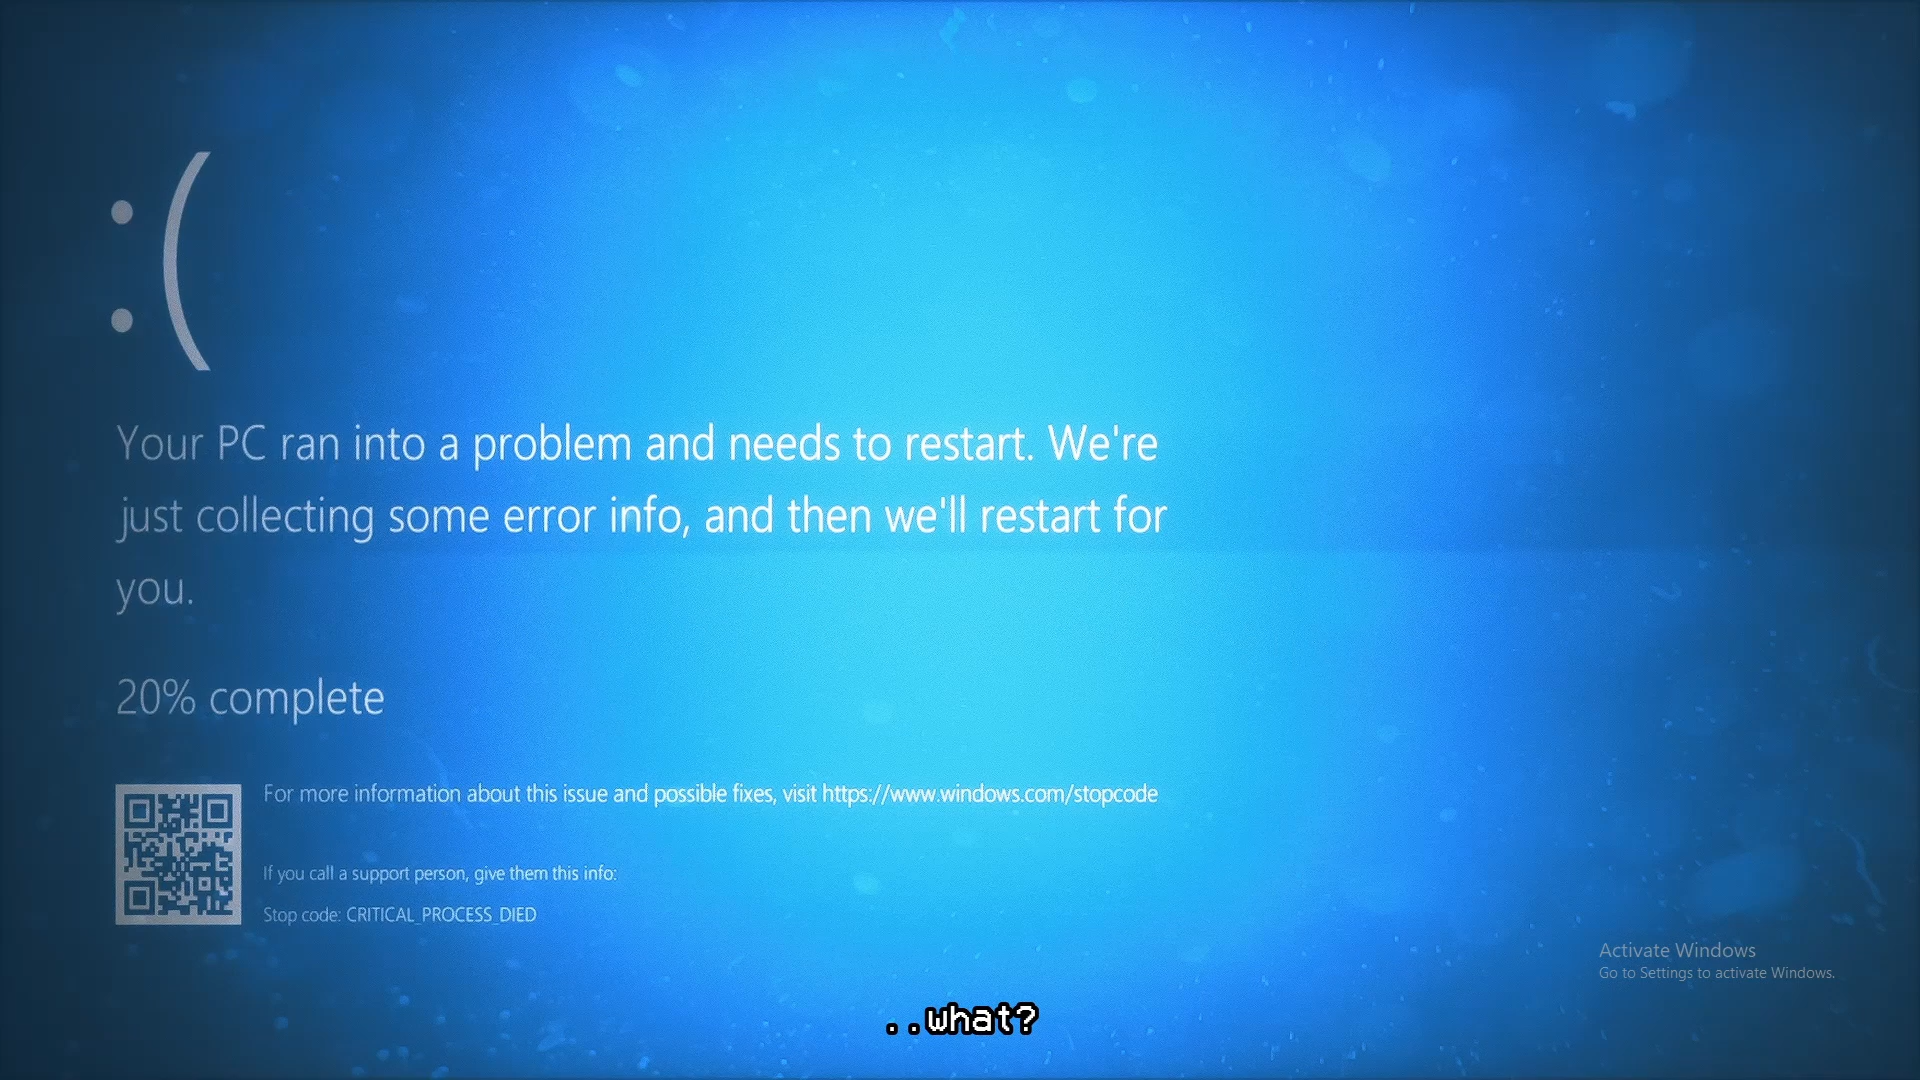 :(
Your PC ran into a problem and needs to restart. We're
just collecting some error info, and then we'll restart for
you.
20% complete
For more information about this issue and possible fixes, visit https://www.windows.com/stopcode
If you call a support person, give them this info:
Stop code: CRITICAL_PROCESS_DIED
Activate Windows
Go to Settings to activate Windows.
..what?